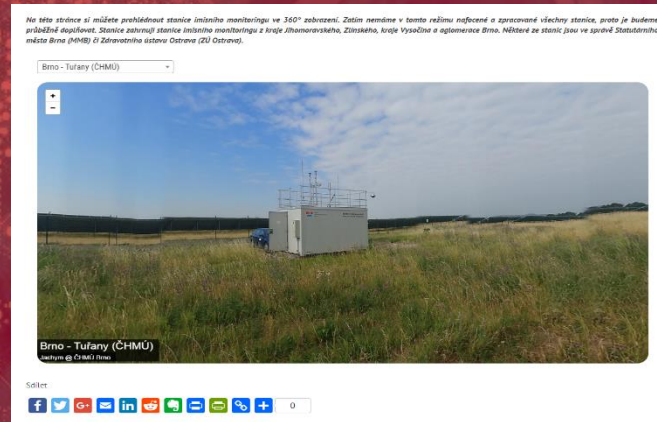 Na této stránce si můžete prohlédnout stanice imisního monitoringu ve 360° zobrazení. Zatím nemáme v tomto režimu nafocené a zpracované všechny stanice, proto je budeme
průběžně doplňovat. Stanice zahrnují stanice imisního monitoringu z kraje Jihomoravského, Zlínského, kraje Vysočina a aglomerace Brno. Některé ze stanic jsou ve správě Statutárního
města Brna (MMB) či Zdravotního ústavu Ostrava (ZÚ Ostrava).
Brno - Tuřany (ČHMÚ)
+
−
Brno - Tuřany (ČHMÚ)
Jáchym @ ČHMÚ Brno
Sdílet
0